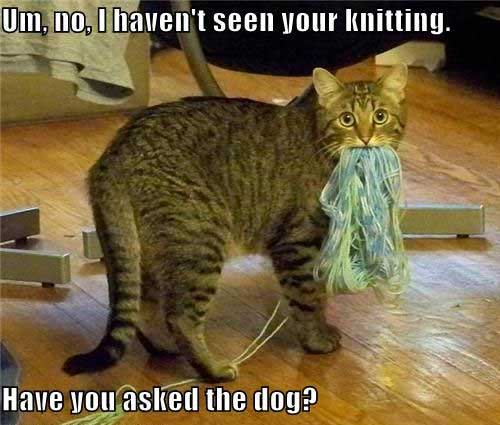 Um, no, I haven't seen your knitting.
Have you asked the dog?